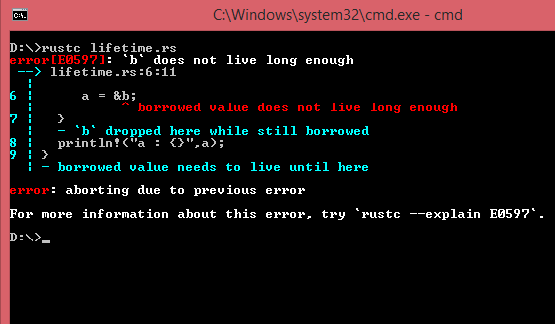 C:\Windows\system32\cmd.exe - cmd
D:\>rustc lifetime.rs
error[E0597]: `b` does not live long enough
 --> lifetime.rs:6:11
  |
6 |     a = &b;
  |          ^ borrowed value does not live long enough
7 |   }
  |   - `b` dropped here while still borrowed
8 |   println!("a : {}",a);
9 | }
  | - borrowed value needs to live until here
error: aborting due to previous error
For more information about this error, try `rustc --explain E0597`.
D:\>_